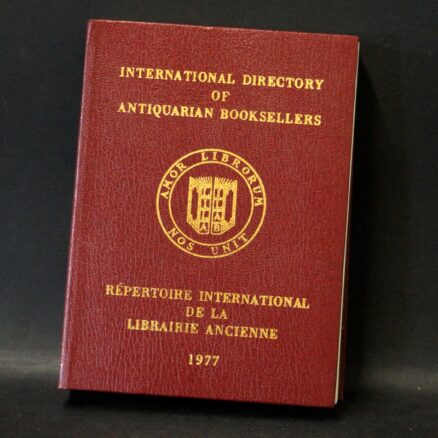 INTERNATIONAL DIRECTORY
OF
ANTIQUARIAN BOOKSELLERS
AMOR LIBRORUM
NOS UNIT
RÉPERTOIRE INTERNATIONAL
DE LA
LIBRAIRIE ANCIENNE
1977